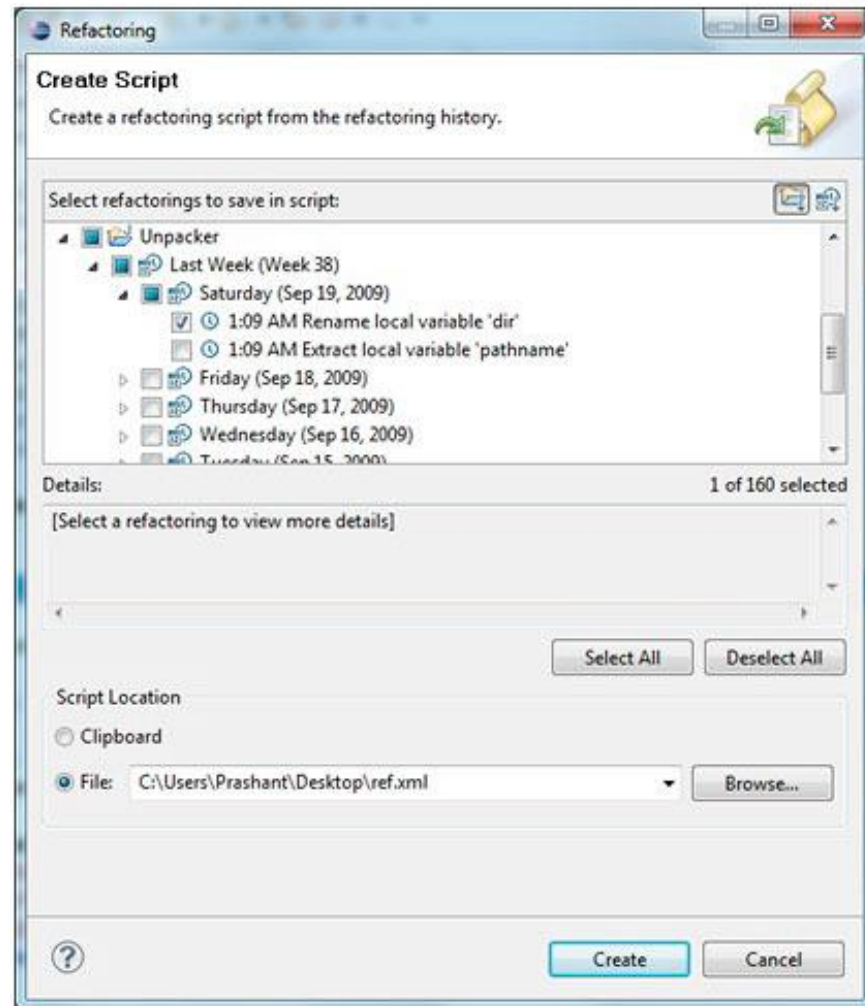 Refactoring
Create Script
Create a refactoring script from the refactoring history.
Select refactorings to save in script:
Unpacker
Last Week (Week 38)
Saturday (Sep 19, 2009)
1:09 AM Rename local variable 'dir'
1:09 AM Extract local variable 'pathname'
Friday (Sep 18, 2009)
Thursday (Sep 17, 2009)
Wednesday (Sep 16, 2009)
Tuesday (Sep 15, 2009)
Details:
1 of 160 selected
[Select a refactoring to view more details]
Select All
Deselect All
Script Location
Clipboard
File:
C:\Users\Prashant\Desktop\ref.xml
Browse...
Create
Cancel